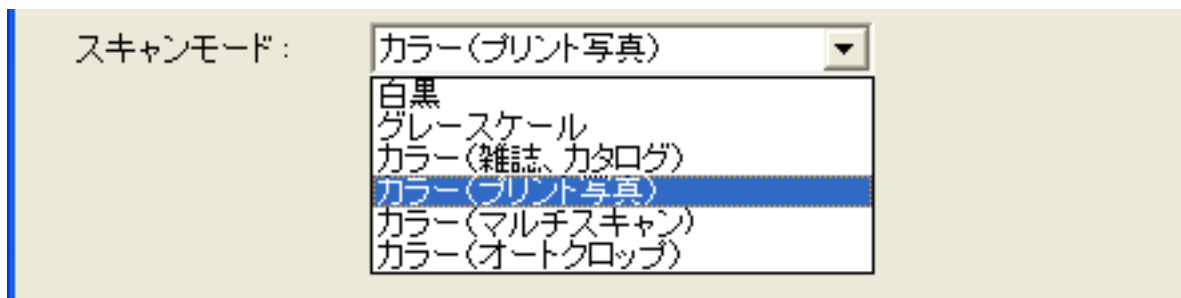 スキャンモード： カラー（プリント写真）
白黒
グレースケール
カラー（雑誌、カタログ）
カラー（プリント写真）
カラー（マルチスキャン）
カラー（オートクロップ）